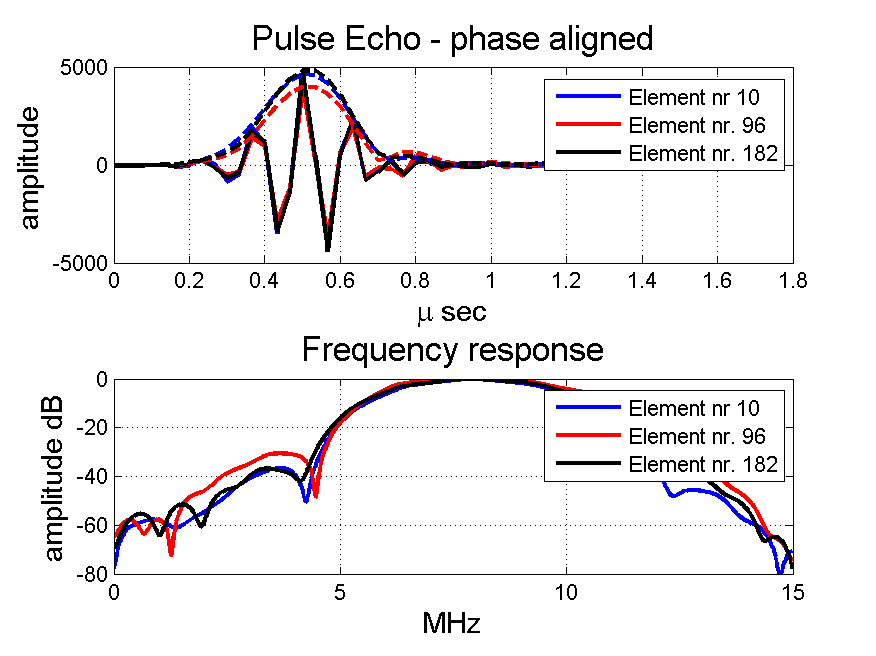 Pulse Echo - phase aligned
5000
0
-5000
amplitude
Element nr 10
Element nr. 96
Element nr. 182
0 0.2 0.4 0.6 0.8 1 1.2 1.4 1.6 1.8
μ sec
Frequency response
0
-20
-40
-60
-80
amplitude dB
Element nr 10
Element nr. 96
Element nr. 182
0 5 10 15
MHz